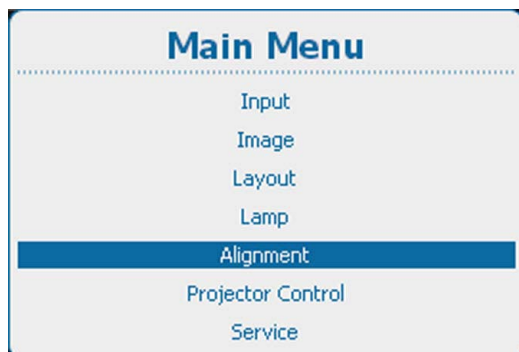 Main Menu
Input
Image
Layout
Lamp
Alignment
Projector Control
Service